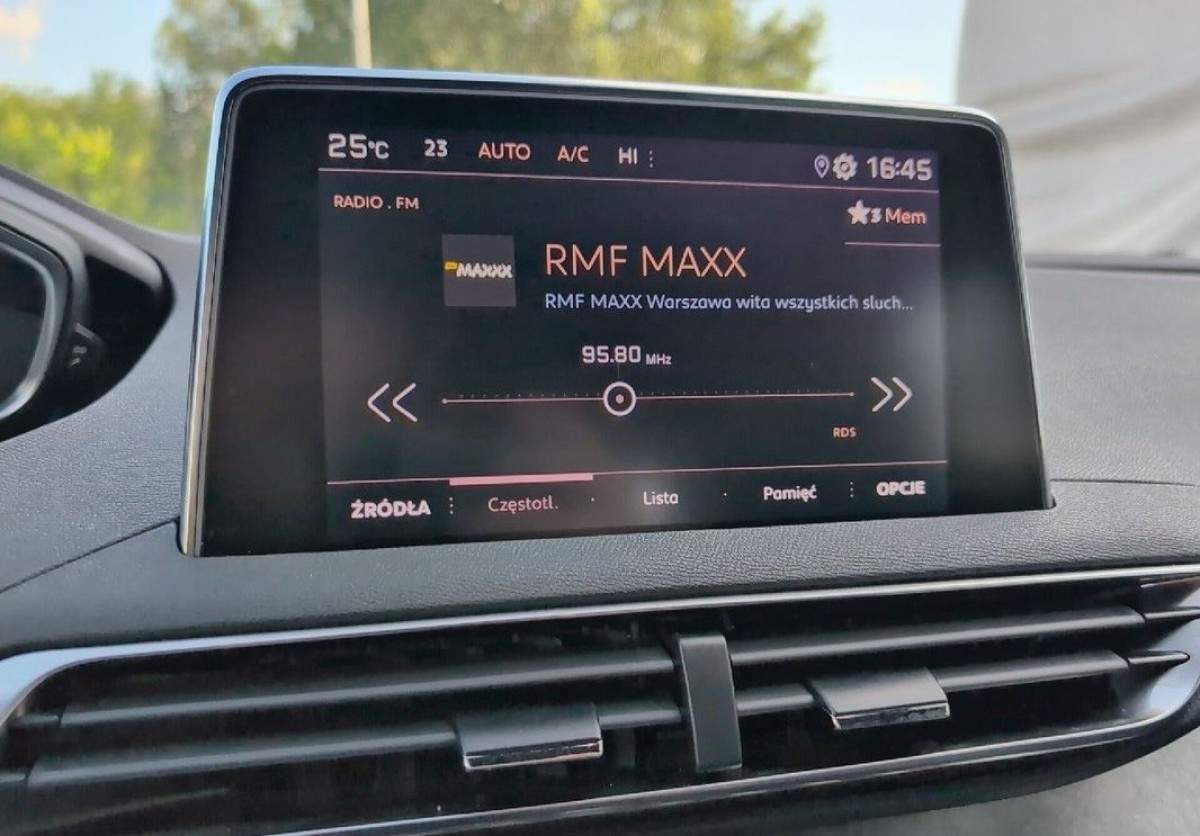 25°C 23 AUTO A/C HI 16:45
RADIO . FM
3 Mem
MAXXX
RMF MAXX
RMF MAXX Warszawa wita wszystkich sluch...
95.80 MHz
RDS
ŹRÓDŁA Częstotl. Lista Pamięć OPCJE